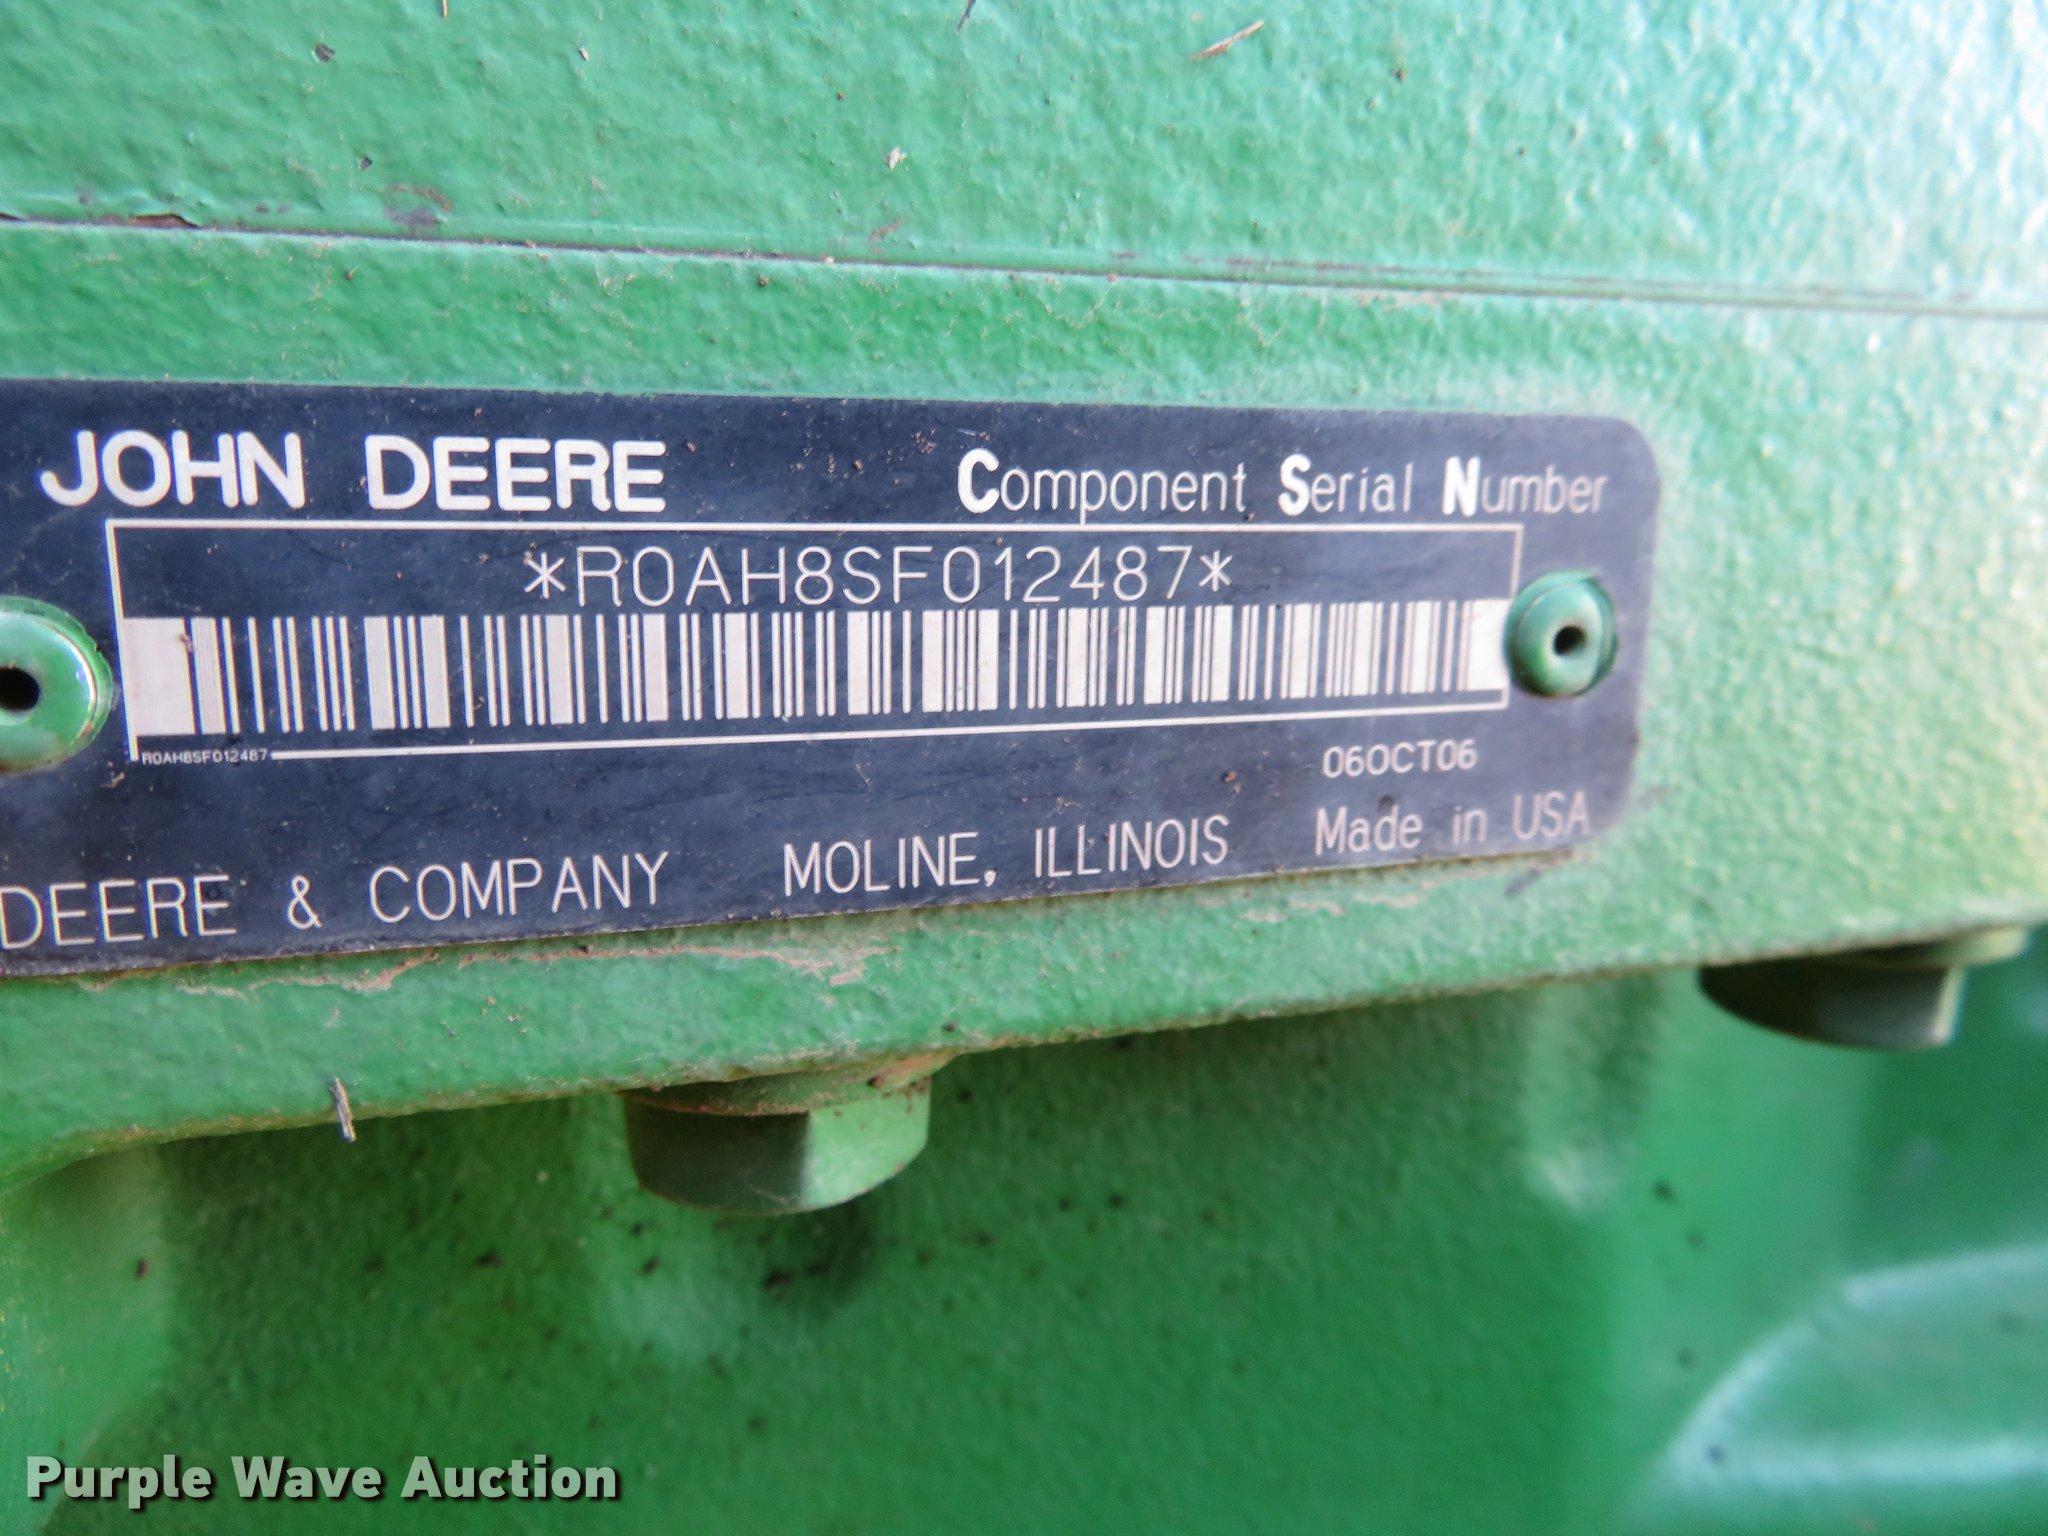 JOHN DEERE Component Serial Number
*R0AH8SF012487*
R0AH8SF012487
06OCT06
DEERE & COMPANY MOLINE, ILLINOIS Made in USA
Purple Wave Auction